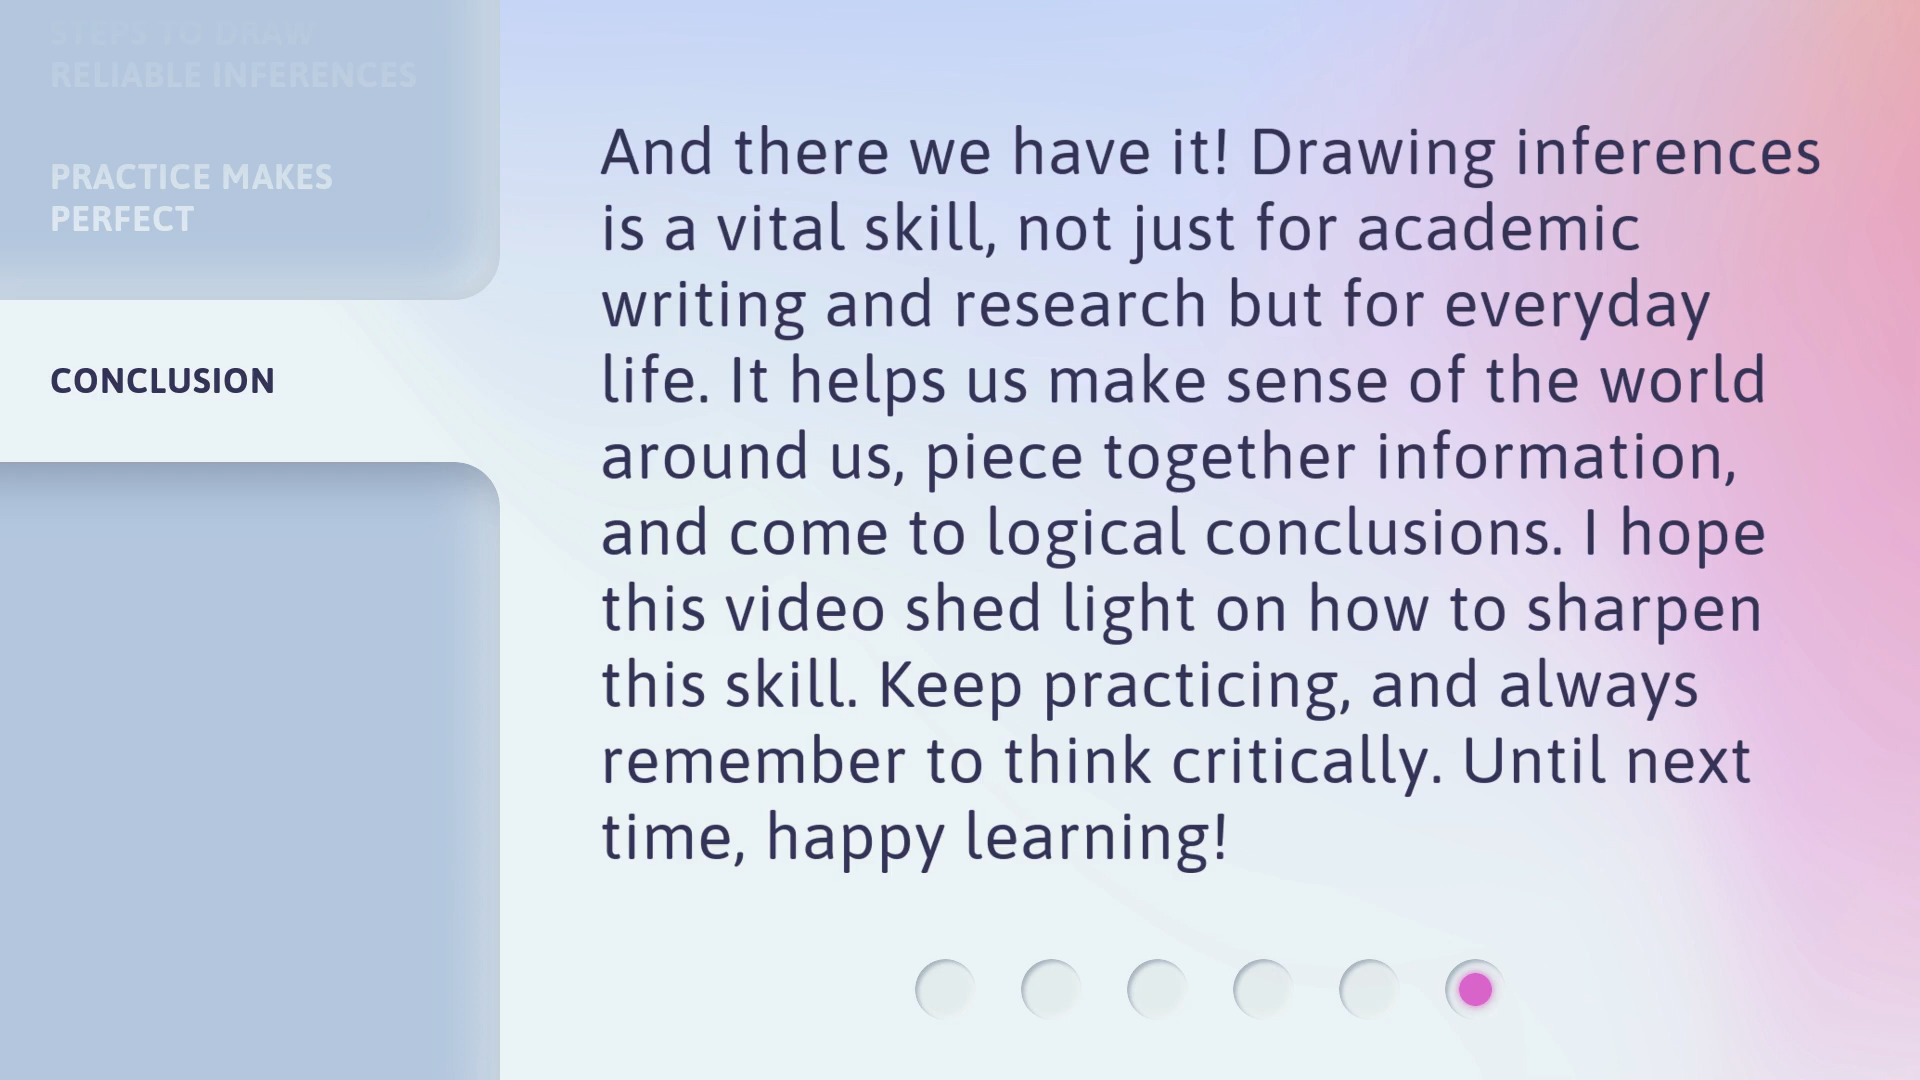 STEPS TO DRAW
RELIABLE INFERENCES
PRACTICE MAKES
PERFECT
CONCLUSION
And there we have it! Drawing inferences
is a vital skill, not just for academic
writing and research but for everyday
life. It helps us make sense of the world
around us, piece together information,
and come to logical conclusions. I hope
this video shed light on how to sharpen
this skill. Keep practicing, and always
remember to think critically. Until next
time, happy learning!